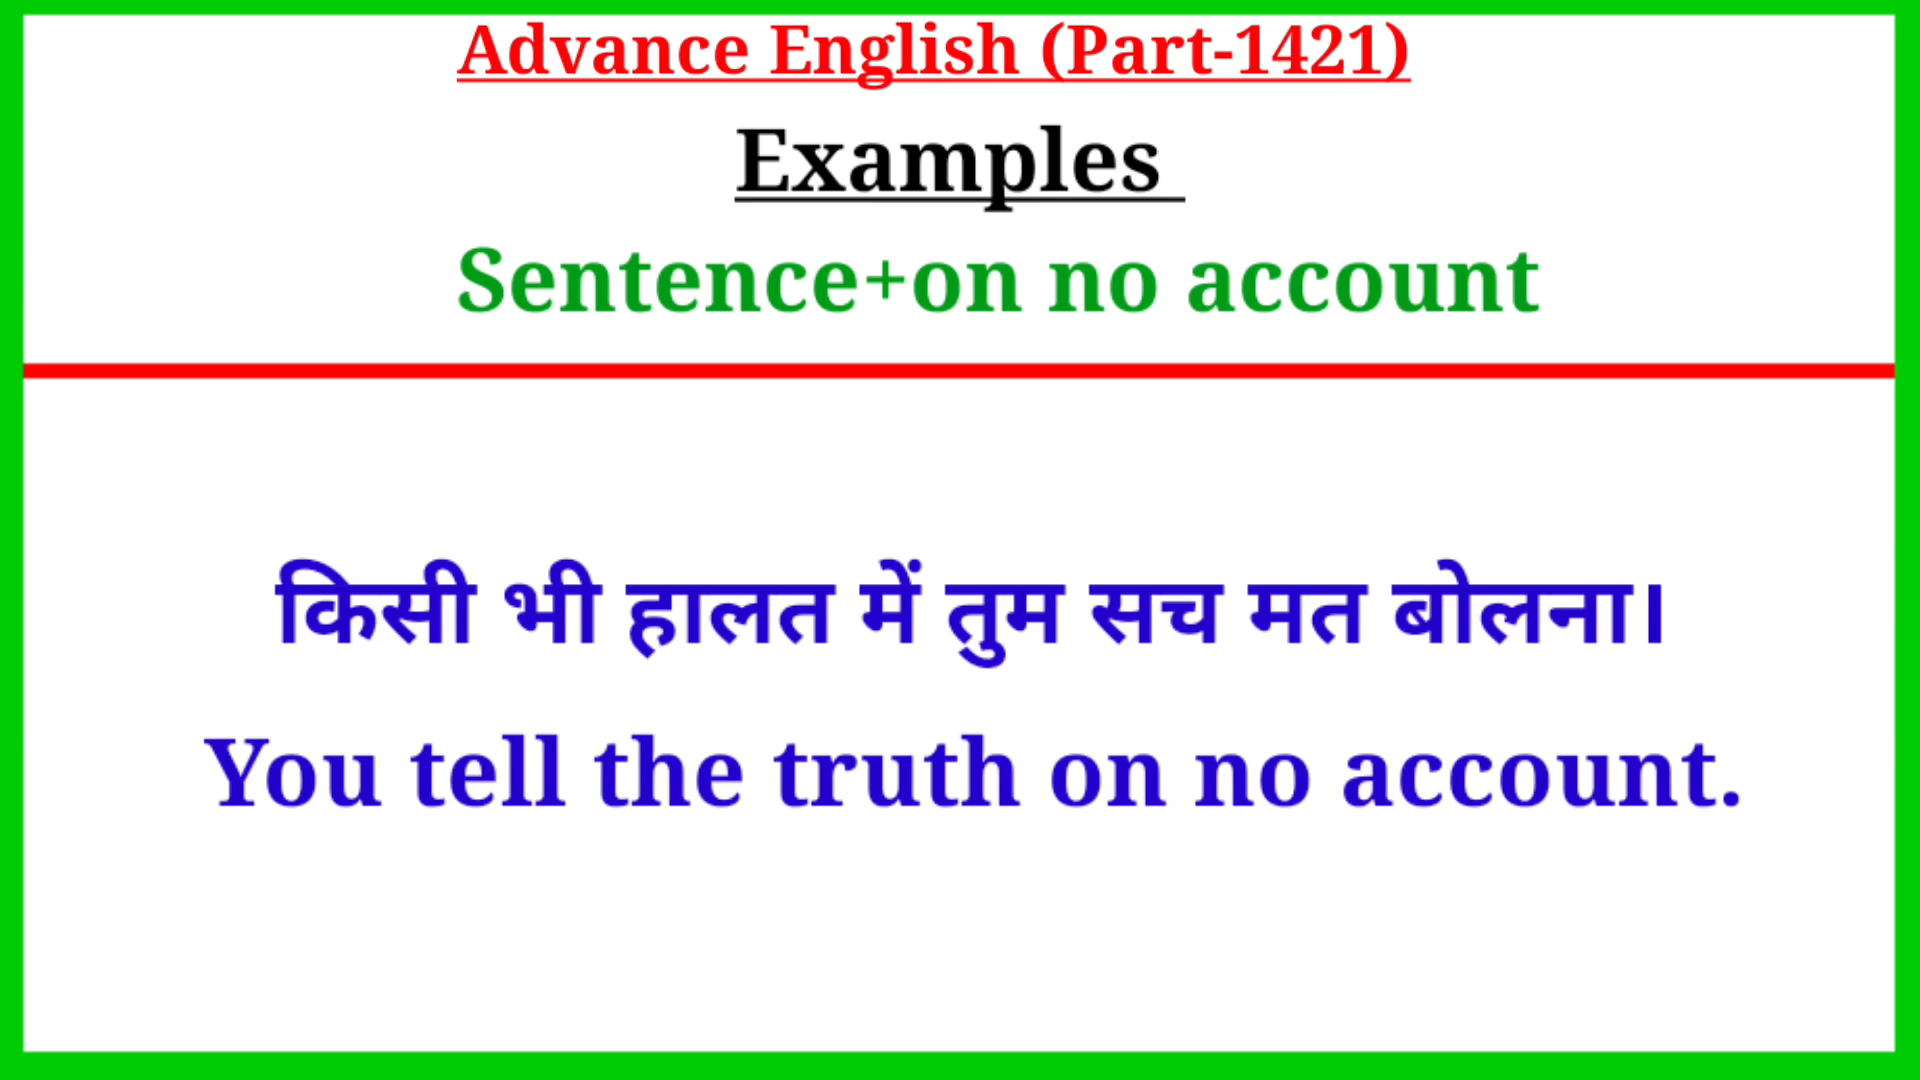 Advance English (Part-1421)
Examples
Sentence+on no account
किसी भी हालत में तुम सच मत बोलना।
You tell the truth on no account.